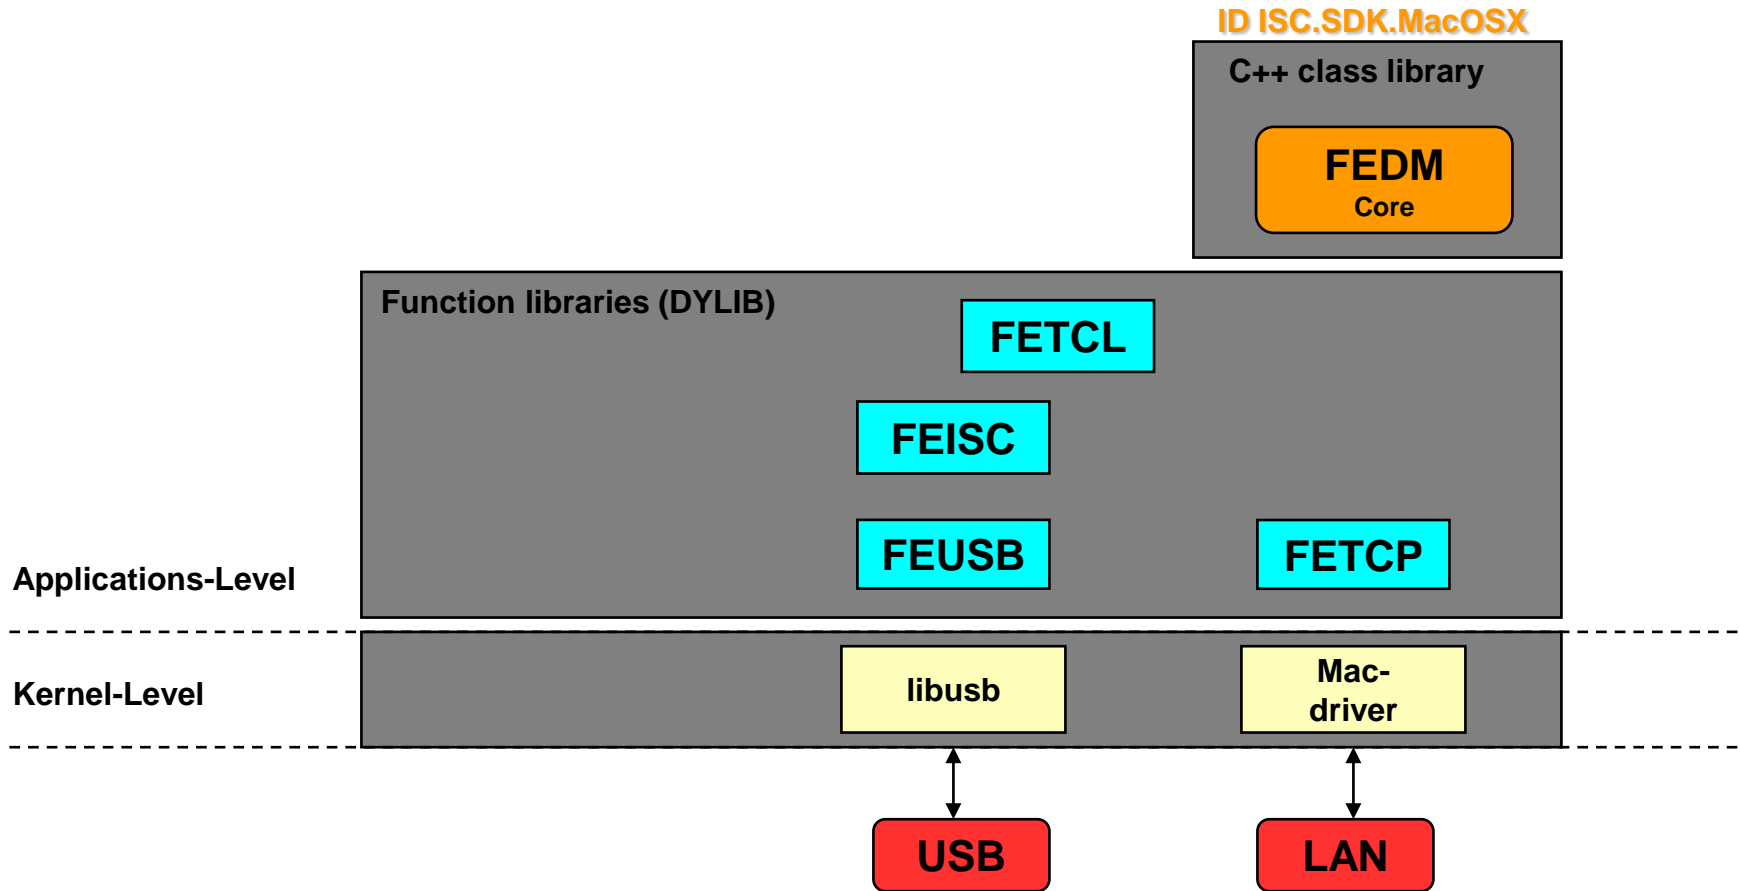 ID ISC.SDK.MacOSX
C++ class library
FEDM
Core
Function libraries (DYLIB)
FETCL
FEISC
FEUSB
FETCP
Applications-Level
Kernel-Level
libusb
Mac-
driver
USB
LAN